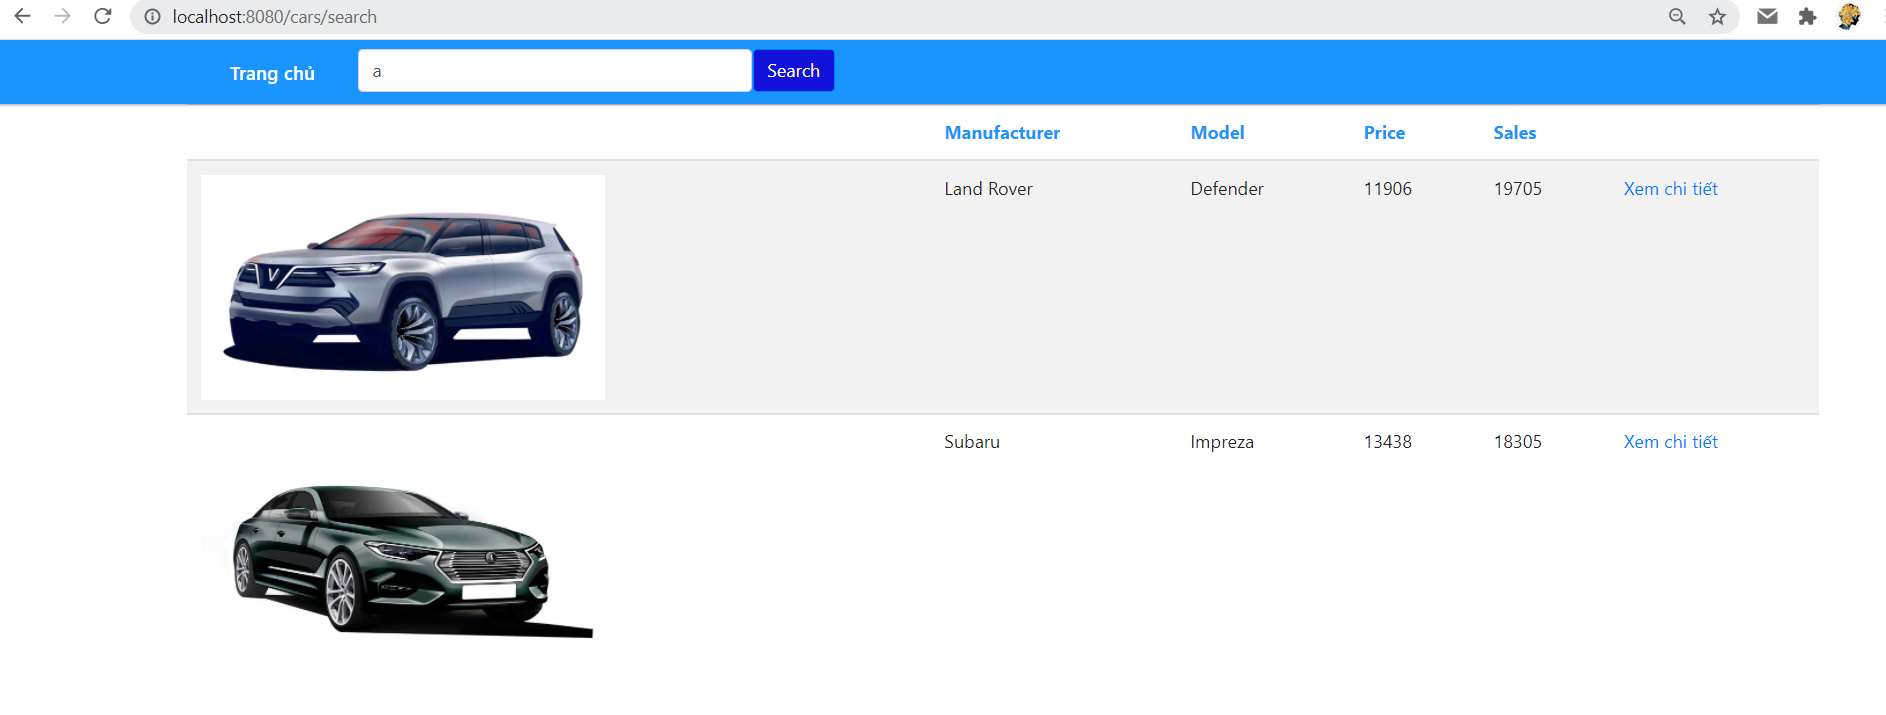 localhost:8080/cars/search
Trang chủ a Search
Manufacturer Model Price Sales
Land Rover Defender 11906 19705 Xem chi tiết
Subaru Impreza 13438 18305 Xem chi tiết